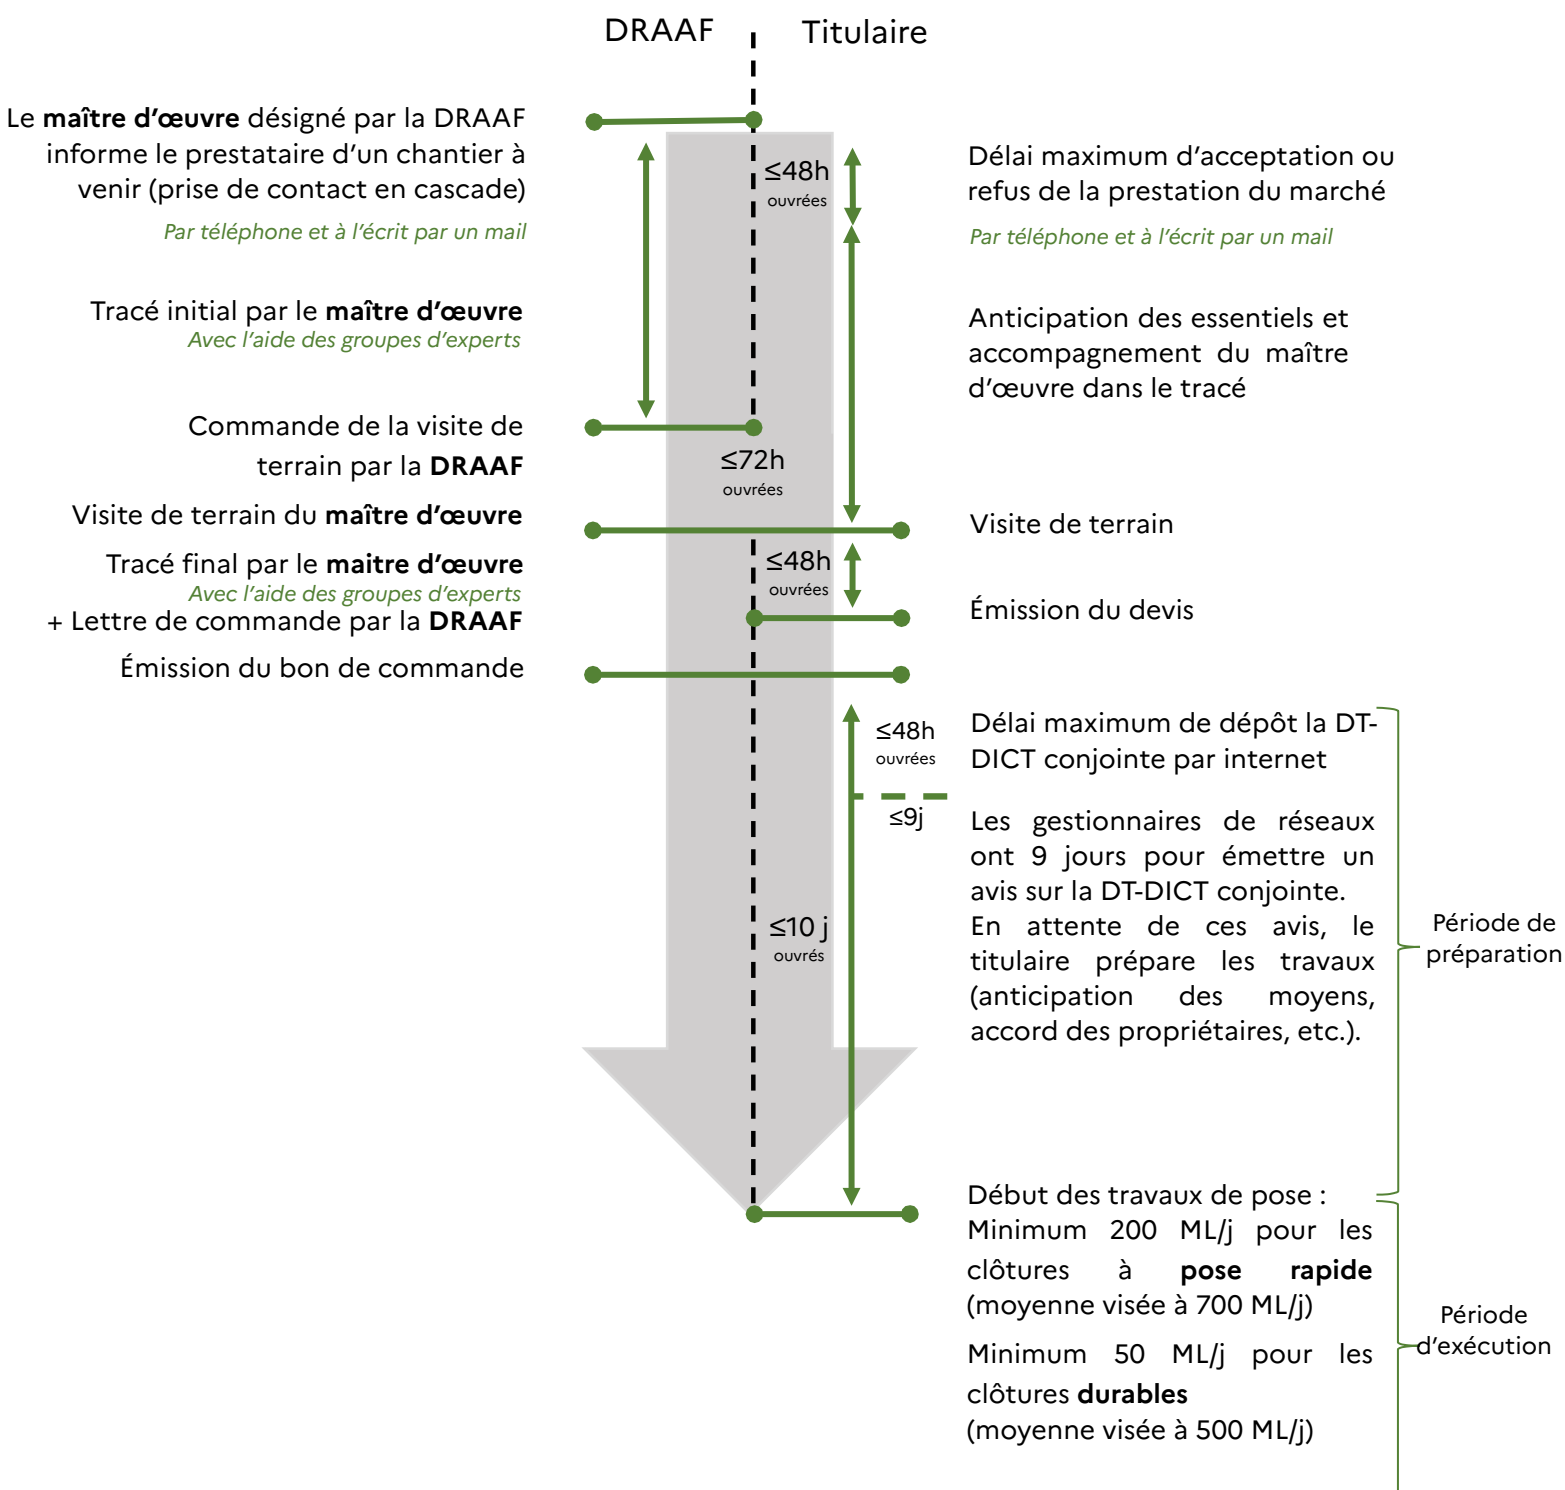 DRAAF
Titulaire
Le maître d’œuvre désigné par la DRAAF
informe le prestataire d’un chantier à
venir (prise de contact en cascade)
Par téléphone et à l’écrit par un mail
≤48h
ouvrées
Délai maximum d’acceptation ou
refus de la prestation du marché
Par téléphone et à l’écrit par un mail
Tracé initial par le maître d’œuvre
Avec l’aide des groupes d’experts
Anticipation des essentiels et
accompagnement du maître
d’œuvre dans le tracé
Commande de la visite de
terrain par la DRAAF
≤72h
ouvrées
Visite de terrain du maître d’œuvre
Visite de terrain
Tracé final par le maitre d’œuvre
Avec l’aide des groupes d’experts
+ Lettre de commande par la DRAAF
≤48h
ouvrées
Émission du devis
Émission du bon de commande
≤48h
ouvrées
Délai maximum de dépôt la DT-
DICT conjointe par internet
≤9j
Les gestionnaires de réseaux
ont 9 jours pour émettre un
avis sur la DT-DICT conjointe.
En attente de ces avis, le
titulaire prépare les travaux
(anticipation des moyens,
accord des propriétaires, etc.).
≤10 j
ouvrés
Période de
préparation
Début des travaux de pose :
Minimum 200 ML/j pour les
clôtures à pose rapide
(moyenne visée à 700 ML/j)
Minimum 50 ML/j pour les
clôtures durables
(moyenne visée à 500 ML/j)
Période
d’exécution